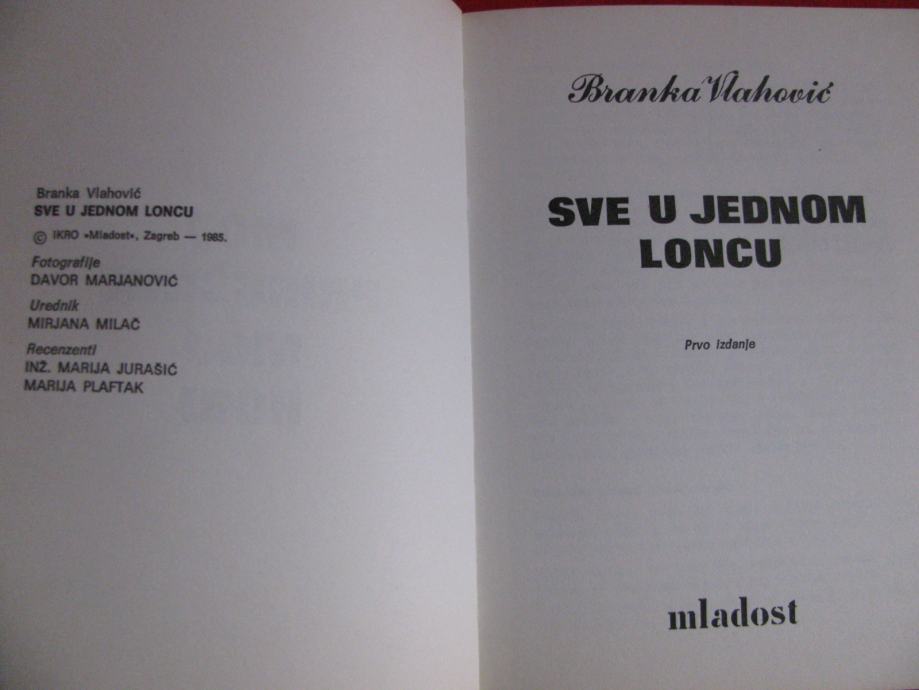 Branka Vlahović
SVE U JEDNOM LONCU
© IKRO »Mladost«, Zagreb — 1985.
Fotografije
DAVOR MARJANOVIĆ
Urednik
MIRJANA MILAČ
Recenzenti
INŽ. MARIJA JURAŠIĆ
MARIJA PLAFTAK
Branka Vlahović
SVE U JEDNOM
LONCU
Prvo izdanje
mladost